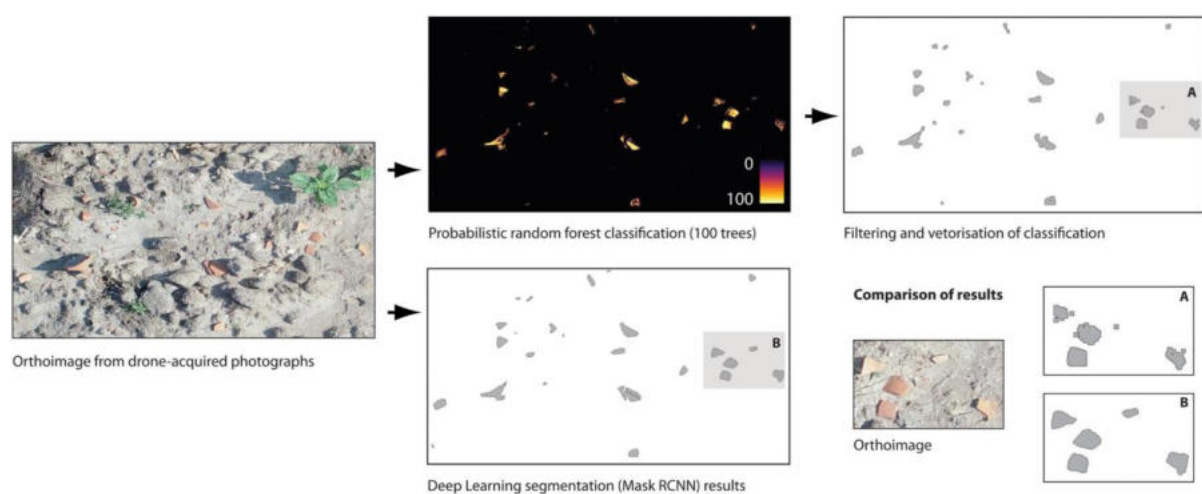 Orthoimage from drone-acquired photographs
0
100
Probabilistic random forest classification (100 trees)
A
Filtering and vetorisation of classification
B
Deep Learning segmentation (Mask RCNN) results
Comparison of results
Orthoimage
A
B